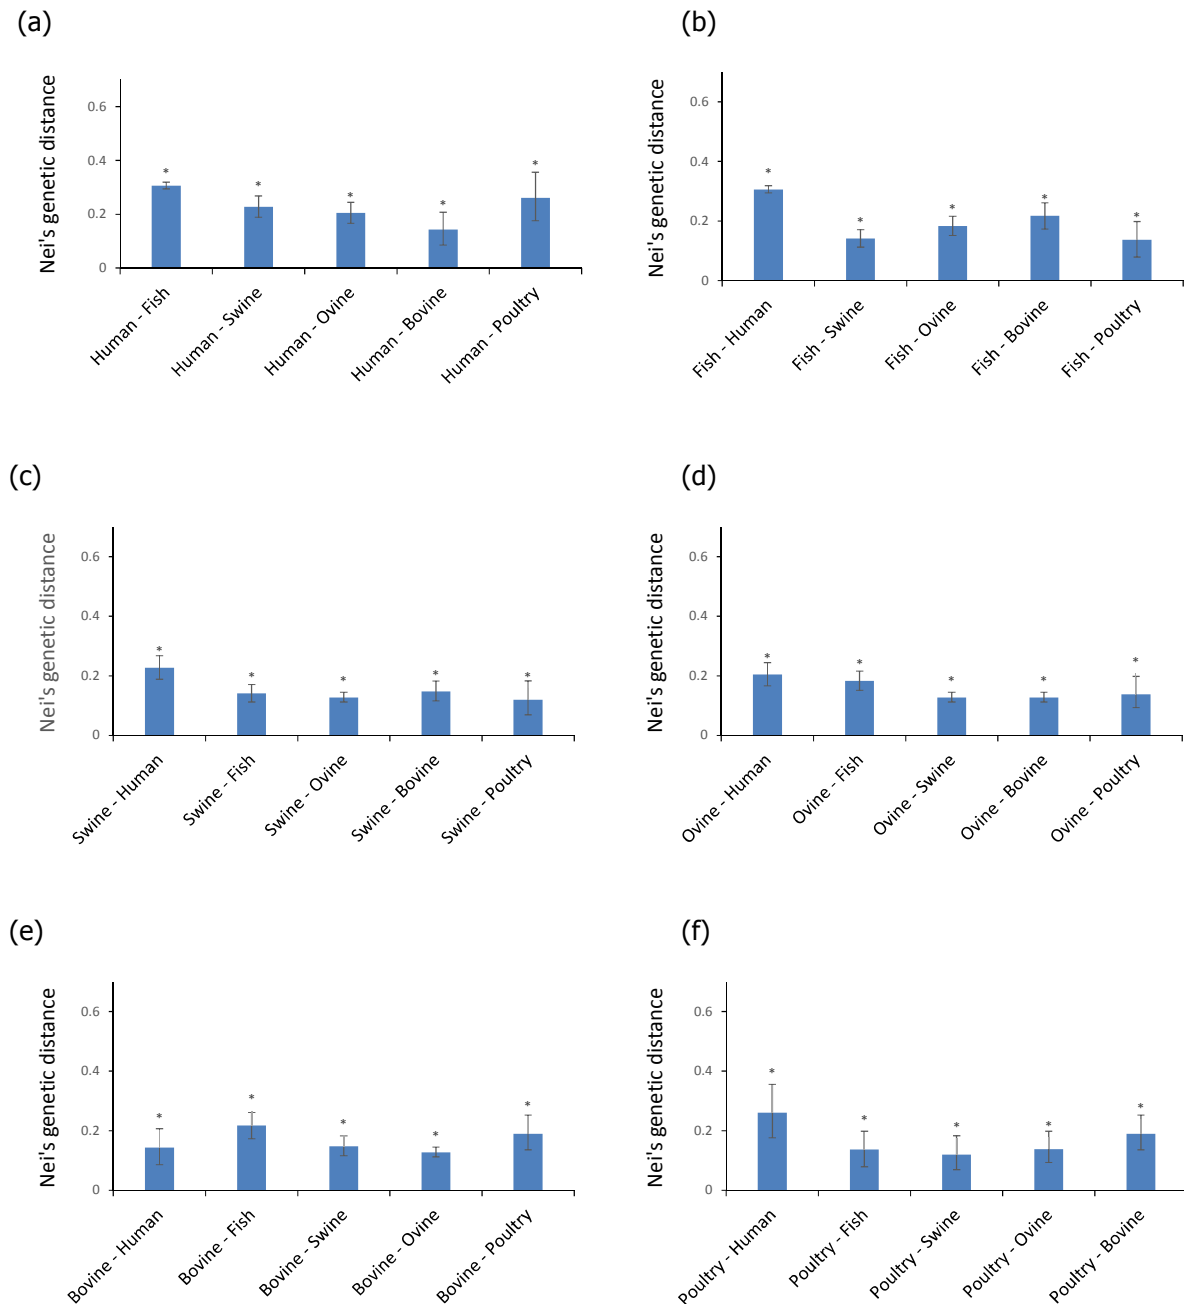 (a)
Nei's genetic distance
0.6
0.4
0.2
0
*
*
*
*
*
Human - Fish
Human - Swine
Human - Ovine
Human - Bovine
Human - Poultry
(b)
Nei's genetic distance
0.6
0.4
0.2
0
*
*
*
*
*
Fish - Human
Fish - Swine
Fish - Ovine
Fish - Bovine
Fish - Poultry
(c)
Nei's genetic distance
0.6
0.4
0.2
0
*
*
*
*
*
Swine - Human
Swine - Fish
Swine - Ovine
Swine - Bovine
Swine - Poultry
(d)
Nei's genetic distance
0.6
0.4
0.2
0
*
*
*
*
*
Ovine - Human
Ovine - Fish
Ovine - Swine
Ovine - Bovine
Ovine - Poultry
(e)
Nei's genetic distance
0.6
0.4
0.2
0
*
*
*
*
*
Bovine - Human
Bovine - Fish
Bovine - Swine
Bovine - Ovine
Bovine - Poultry
(f)
Nei's genetic distance
0.6
0.4
0.2
0
*
*
*
*
*
Poultry - Human
Poultry - Fish
Poultry - Swine
Poultry - Ovine
Poultry - Bovine